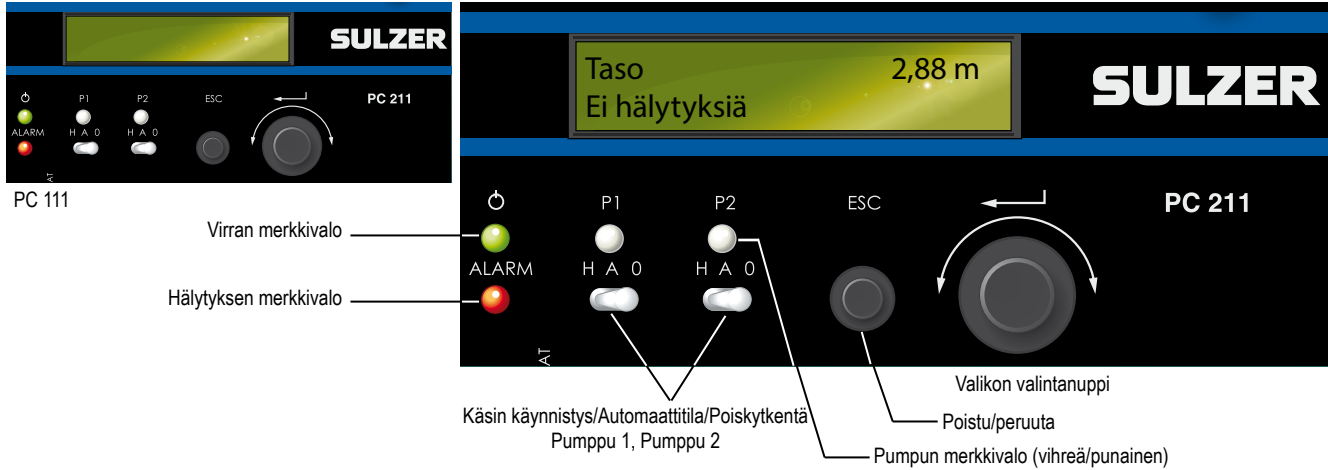 SULZER
P1
P2
ESC
PC 211
ALARM
H A 0
H A 0
AT
PC 111
Taso 2,88 m
Ei hälytyksiä
SULZER
P1
P2
ESC
PC 211
ALARM
H A 0
H A 0
AT
Virran merkkivalo
Hälytyksen merkkivalo
Käsin käynnistys/Automaattitila/Poiskytkentä
Pumppu 1, Pumppu 2
Valikon valintanuppi
Poistu/peruuta
Pumpun merkkivalo (vihreä/punainen)